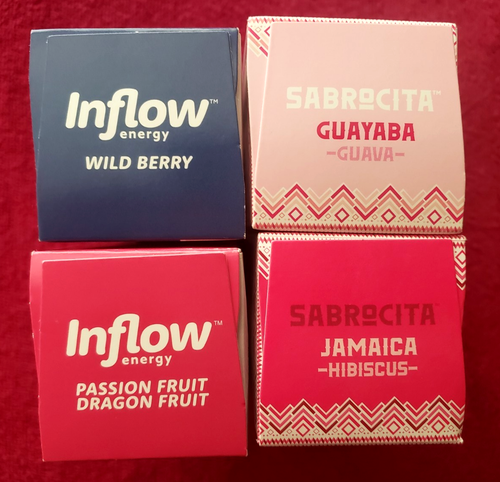 Inflow™
energy
WILD BERRY
SABROCITA™
GUAYABA
-GUAVA-
Inflow™
energy
PASSION FRUIT
DRAGON FRUIT
SABROCITA™
JAMAICA
-HIBISCUS-